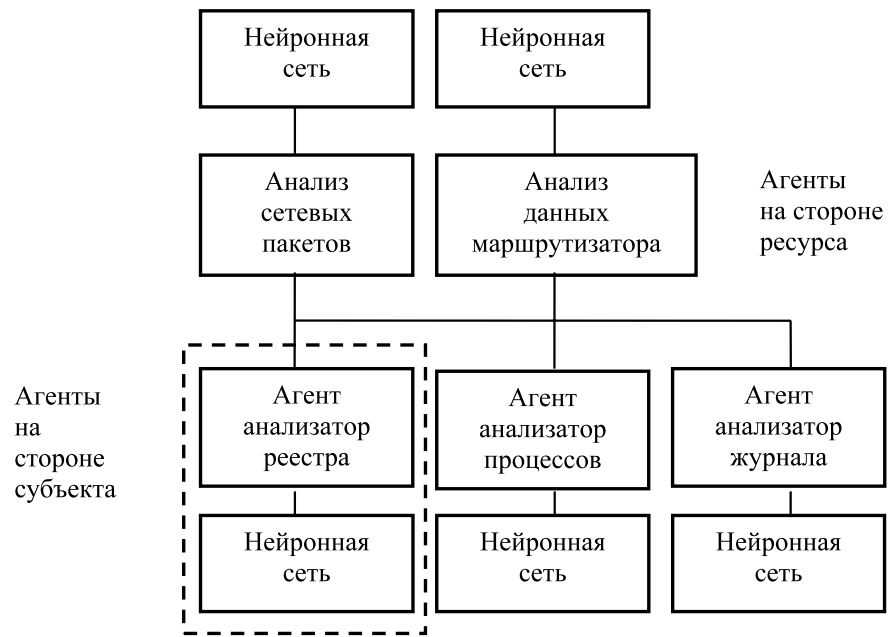 Нейронная
сеть
Нейронная
сеть
Анализ
сетевых
пакетов
Анализ
данных
маршрутизатора
Агенты
на стороне
ресурса
Агенты
на
стороне
субъекта
Агент
анализатор
реестра
Агент
анализатор
процессов
Агент
анализатор
журнала
Нейронная
сеть
Нейронная
сеть
Нейронная
сеть